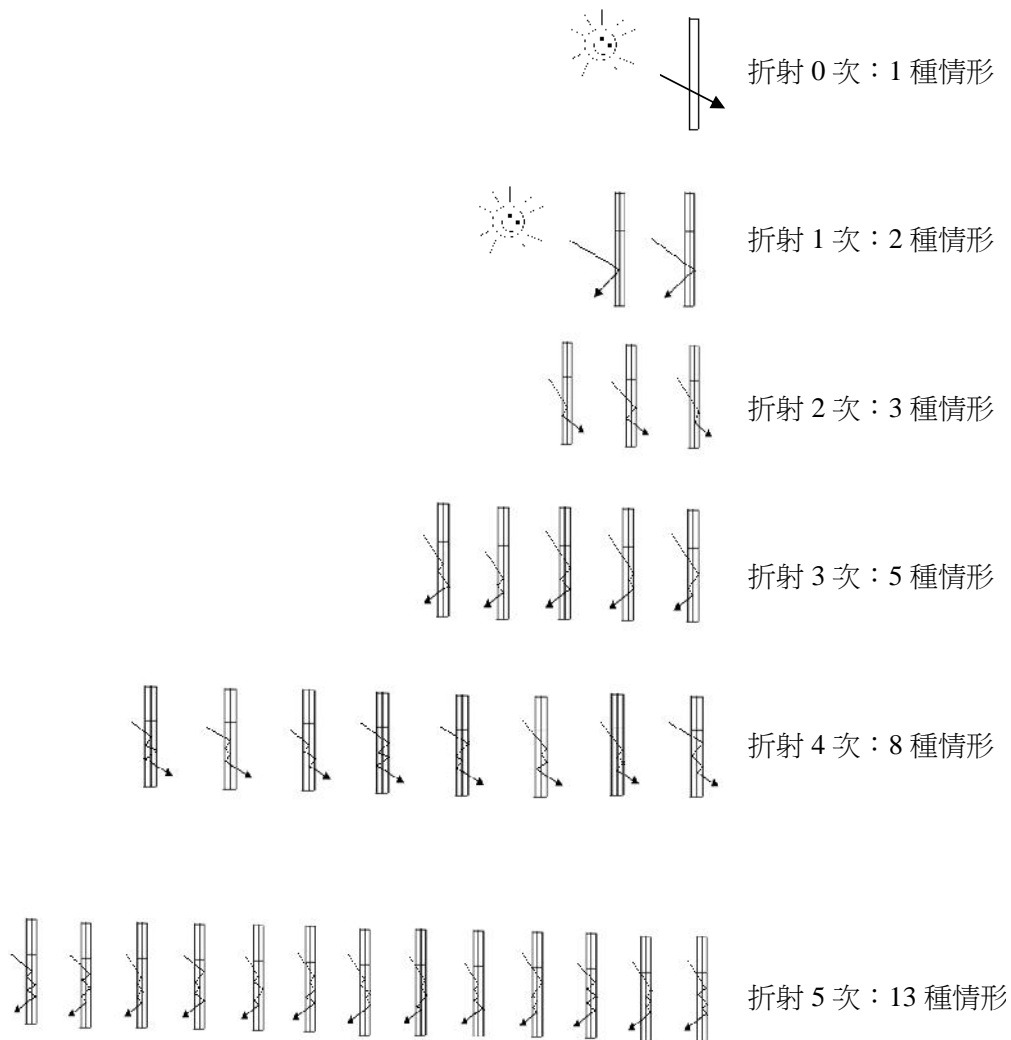 折射 0 次：1 種情形
折射 1 次：2 種情形
折射 2 次：3 種情形
折射 3 次：5 種情形
折射 4 次：8 種情形
折射 5 次：13 種情形